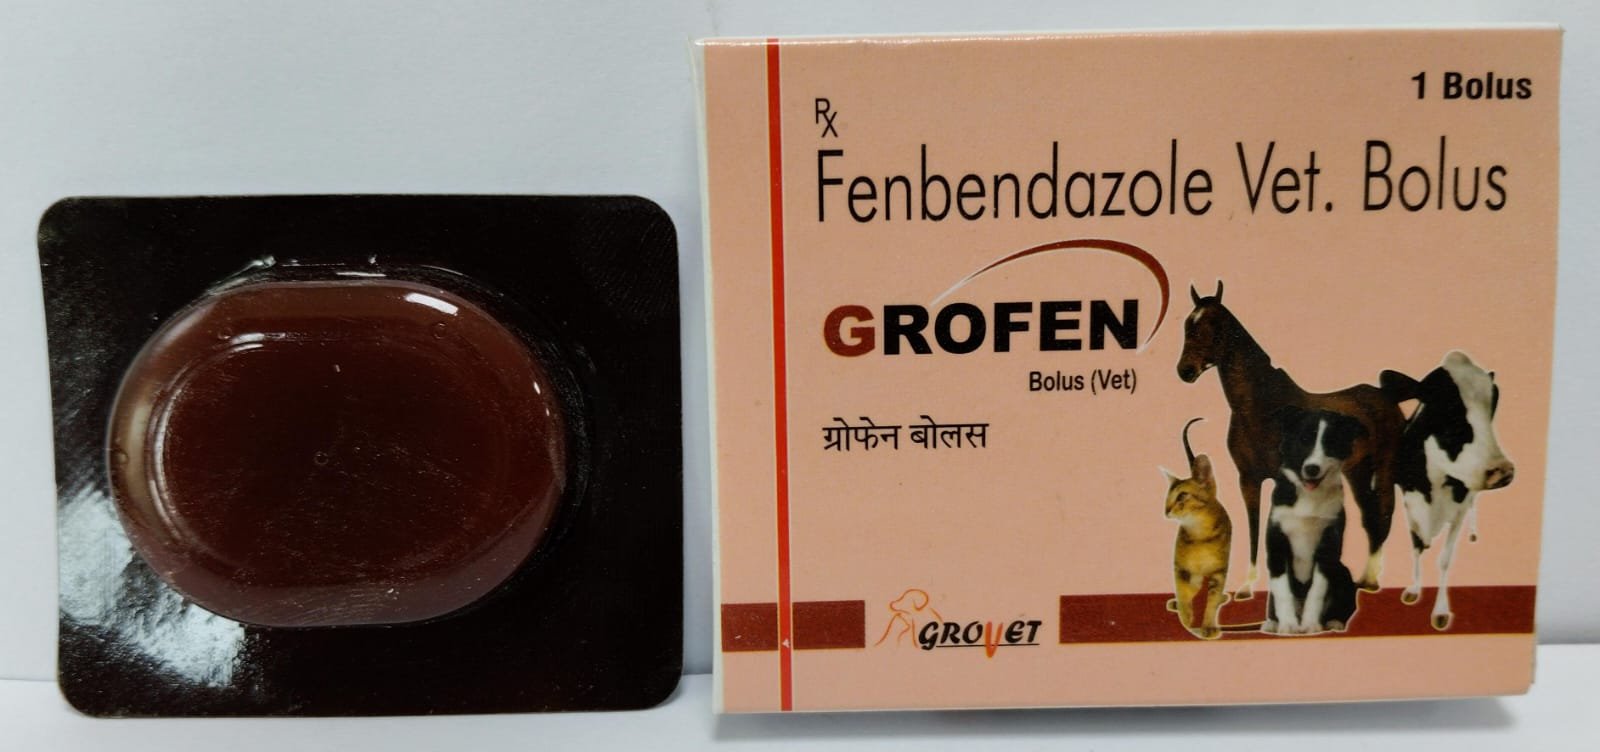 1 Bolus
Rx
Fenbendazole Vet. Bolus
GROFEN
Bolus (Vet)
ग्रोफेन बोलस
GROVET